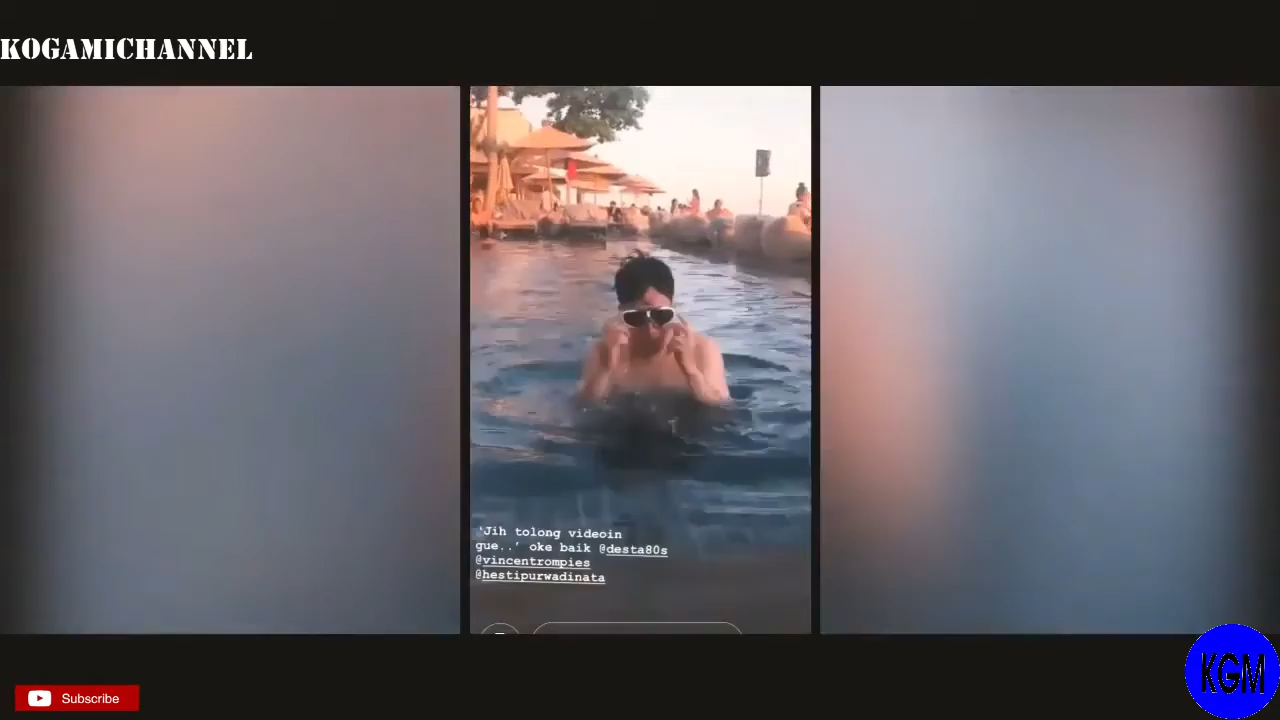 KOGAMICHANNEL
'Jih tolong videoin
gue..' oke baik @desta80s
@vincentrompies
@hestipurwadinata
Subscribe
KGM